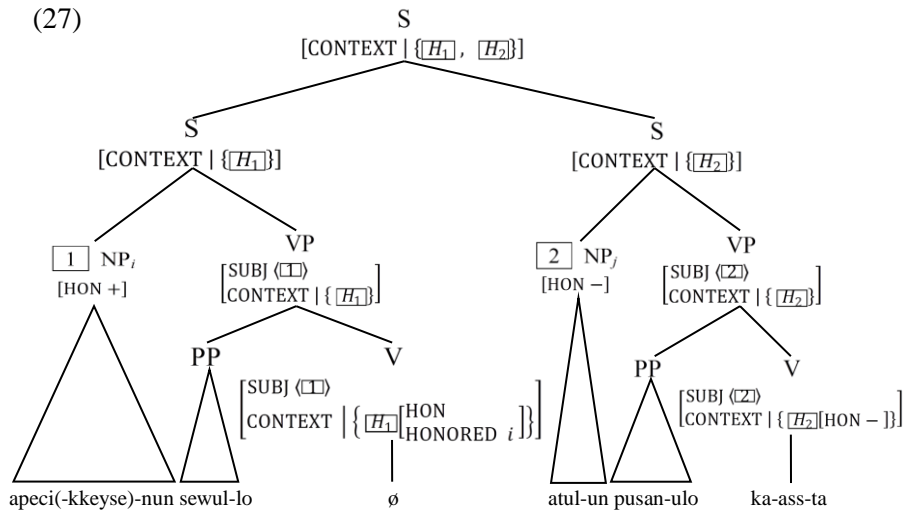 (27)
S
[CONTEXT | {H₁ , H₂}]
S S
[CONTEXT | {H₁}] [CONTEXT | {H₂}]
1 NPᵢ VP 2 NPⱼ VP
[HON +] [SUBJ ⟨1⟩ [HON −] [SUBJ ⟨2⟩
CONTEXT | { H₁}] CONTEXT | { H₂}]
PP V PP V
[SUBJ ⟨1⟩ [SUBJ ⟨2⟩
CONTEXT | { H₁[HON CONTEXT | { H₂[HON −]}]
HONORED i]}]
apeci(-kkeyse)-nun sewul-lo ø atul-un pusan-ulo ka-ass-ta